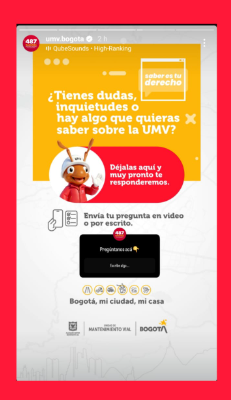 487
umv.bogota 2 h
QubeSounds - High-Ranking
saber es tu
derecho
¿Tienes dudas,
inquietudes o
hay algo que quieras
saber sobre la UMV?
Déjalas aquí y
muy pronto te
responderemos.
Envía tu pregunta en video
o por escrito.
487
Pregúntanos acá 👇
Escribe algo...
Bogotá, mi ciudad, mi casa
MANTENIMIENTO VIAL
BOGOTÁ